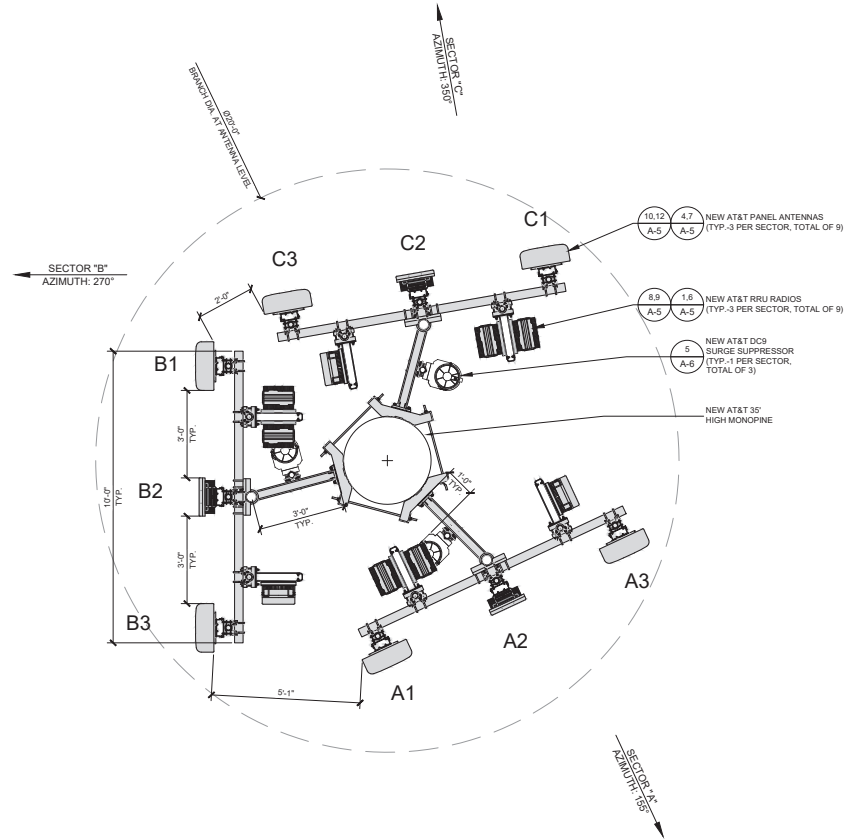 SECTOR "C"
AZIMUTH: 350°
Ø20'-0"
BRANCH DIA. AT ANTENNA LEVEL
SECTOR "B"
AZIMUTH: 270°
C1
C2
C3
10,12
A-5
4,7
A-5
NEW AT&T PANEL ANTENNAS
(TYP.-3 PER SECTOR, TOTAL OF 9)
8,9
A-5
1,6
A-5
NEW AT&T RRU RADIOS
(TYP.-3 PER SECTOR, TOTAL OF 9)
5
A-6
NEW AT&T DC9
SURGE SUPPRESSOR
(TYP.-1 PER SECTOR,
TOTAL OF 3)
NEW AT&T 35'
HIGH MONOPINE
2'-0"
B1
3'-0"
TYP.
B2
10'-0"
TYP.
3'-0"
TYP.
1'-0"
TYP.
3'-0"
TYP.
B3
A3
A2
A1
5'-1"
SECTOR "A"
AZIMUTH: 155°